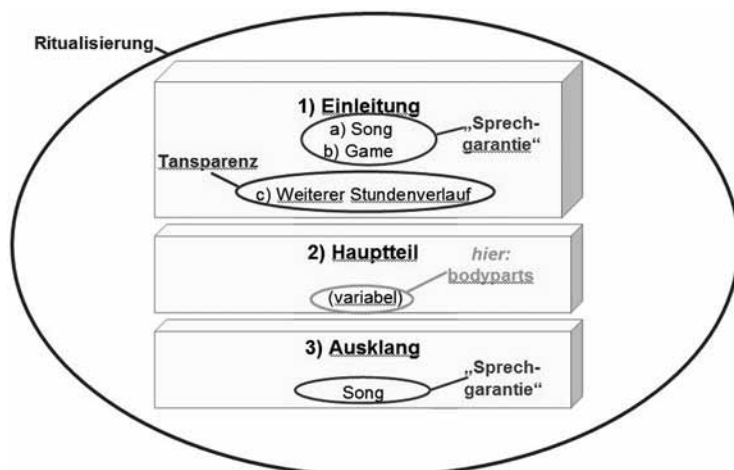 Ritualisierung
1) Einleitung
a) Song
b) Game
„Sprech-
garantie“
Tansparenz
c) Weiterer Stundenverlauf
2) Hauptteil
hier:
bodyparts
(variabel)
3) Ausklang
Song
„Sprech-
garantie“